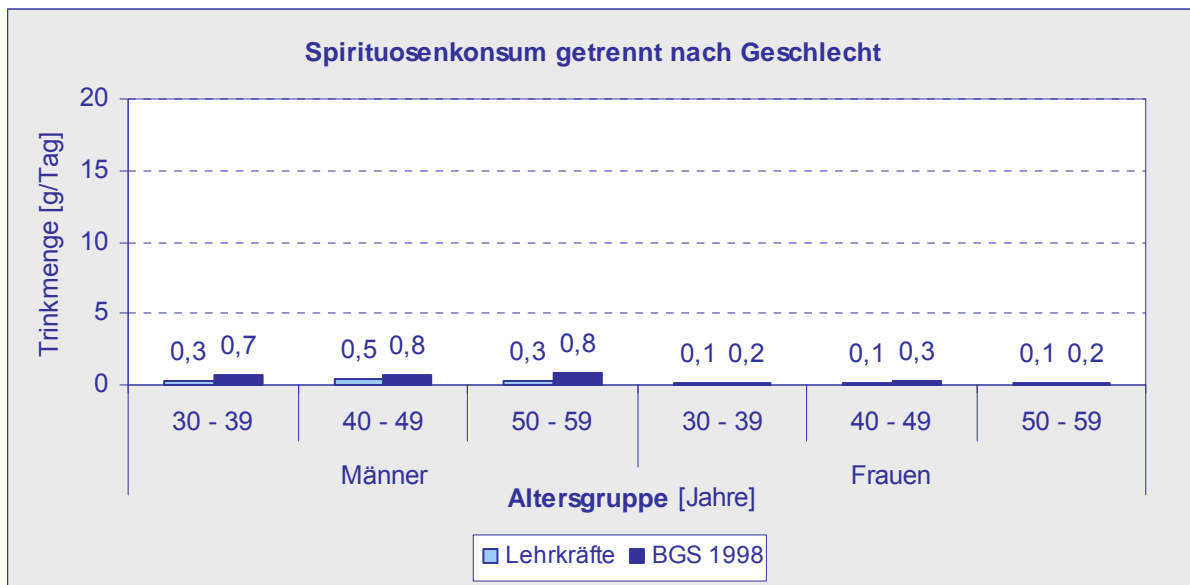 Spirituosenkonsum getrennt nach Geschlecht
Trinkmenge [g/Tag]
20
15
10
5
0
0,3 0,7 0,5 0,8 0,3 0,8 0,1 0,2 0,1 0,3 0,1 0,2
30 - 39 40 - 49 50 - 59 30 - 39 40 - 49 50 - 59
Männer Frauen
Altersgruppe [Jahre]
Lehrkräfte BGS 1998